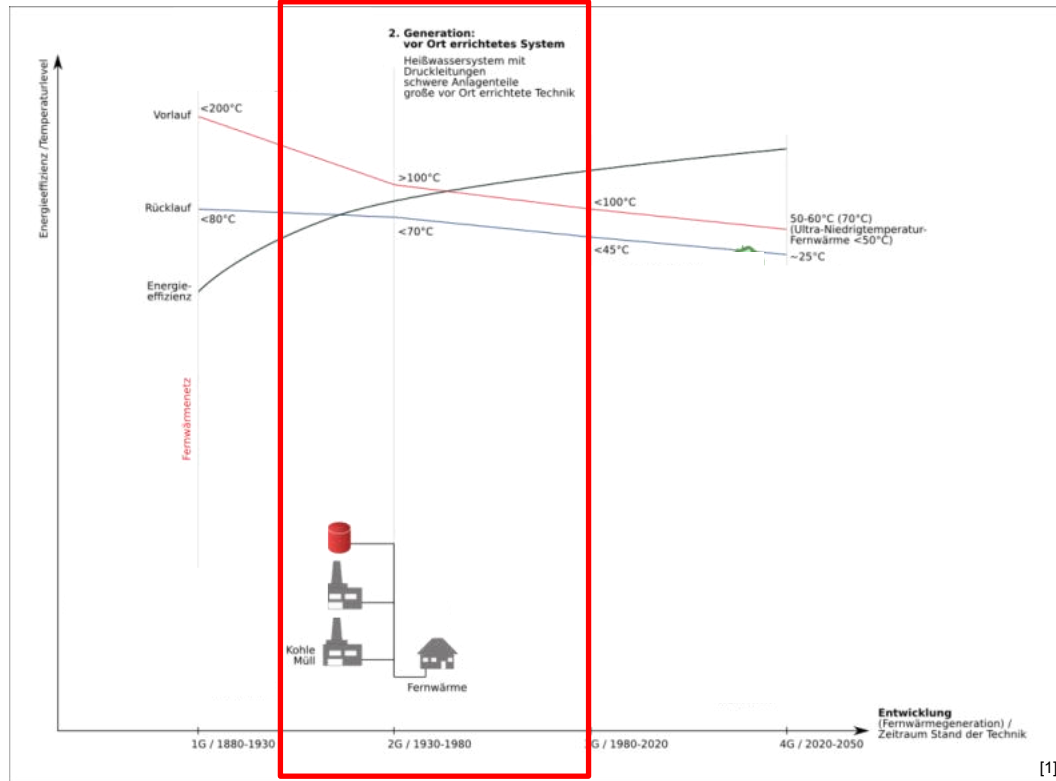 2. Generation:
vor Ort errichtetes System
Heißwassersystem mit
Druckleitungen
schwere Anlagenteile
große vor Ort errichtete Technik
Energieeffizienz /Temperaturlevel
Vorlauf
<200°C
>100°C
<100°C
50-60°C (70°C)
(Ultra-Niedrigtemperatur-
Fernwärme <50°C)
Rücklauf
<80°C
<70°C
<45°C
~25°C
Energie-
effizienz
Fernwärmenetz
Kohle
Müll
Fernwärme
Entwicklung
(Fernwärmegeneration) /
Zeitraum Stand der Technik
1G / 1880-1930
2G / 1930-1980
G / 1980-2020
4G / 2020-2050
[1]